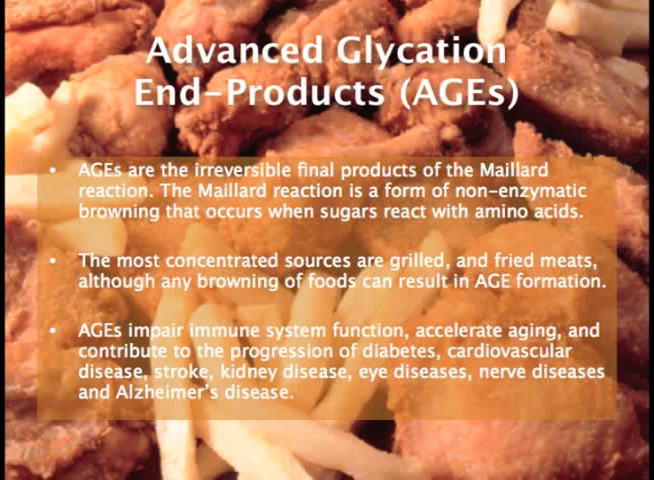 Advanced Glycation
End-Products (AGEs)
• AGEs are the irreversible final products of the Maillard
reaction. The Maillard reaction is a form of non-enzymatic
browning that occurs when sugars react with amino acids.
• The most concentrated sources are grilled, and fried meats,
although any browning of foods can result in AGE formation.
• AGEs impair immune system function, accelerate aging, and
contribute to the progression of diabetes, cardiovascular
disease, stroke, kidney disease, eye diseases, nerve diseases
and Alzheimer's disease.